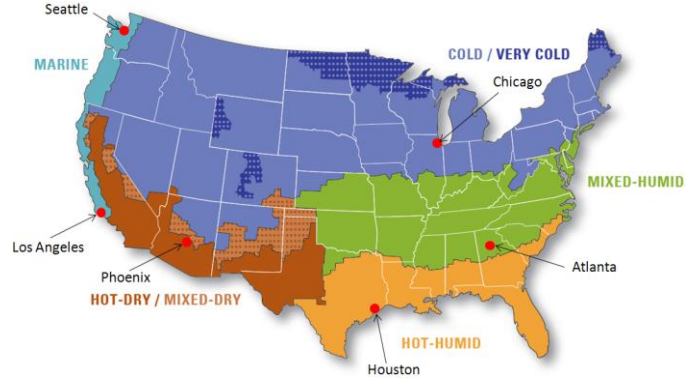 Seattle
MARINE
COLD / VERY COLD
Chicago
MIXED-HUMID
Los Angeles
Phoenix
Atlanta
HOT-DRY / MIXED-DRY
HOT-HUMID
Houston